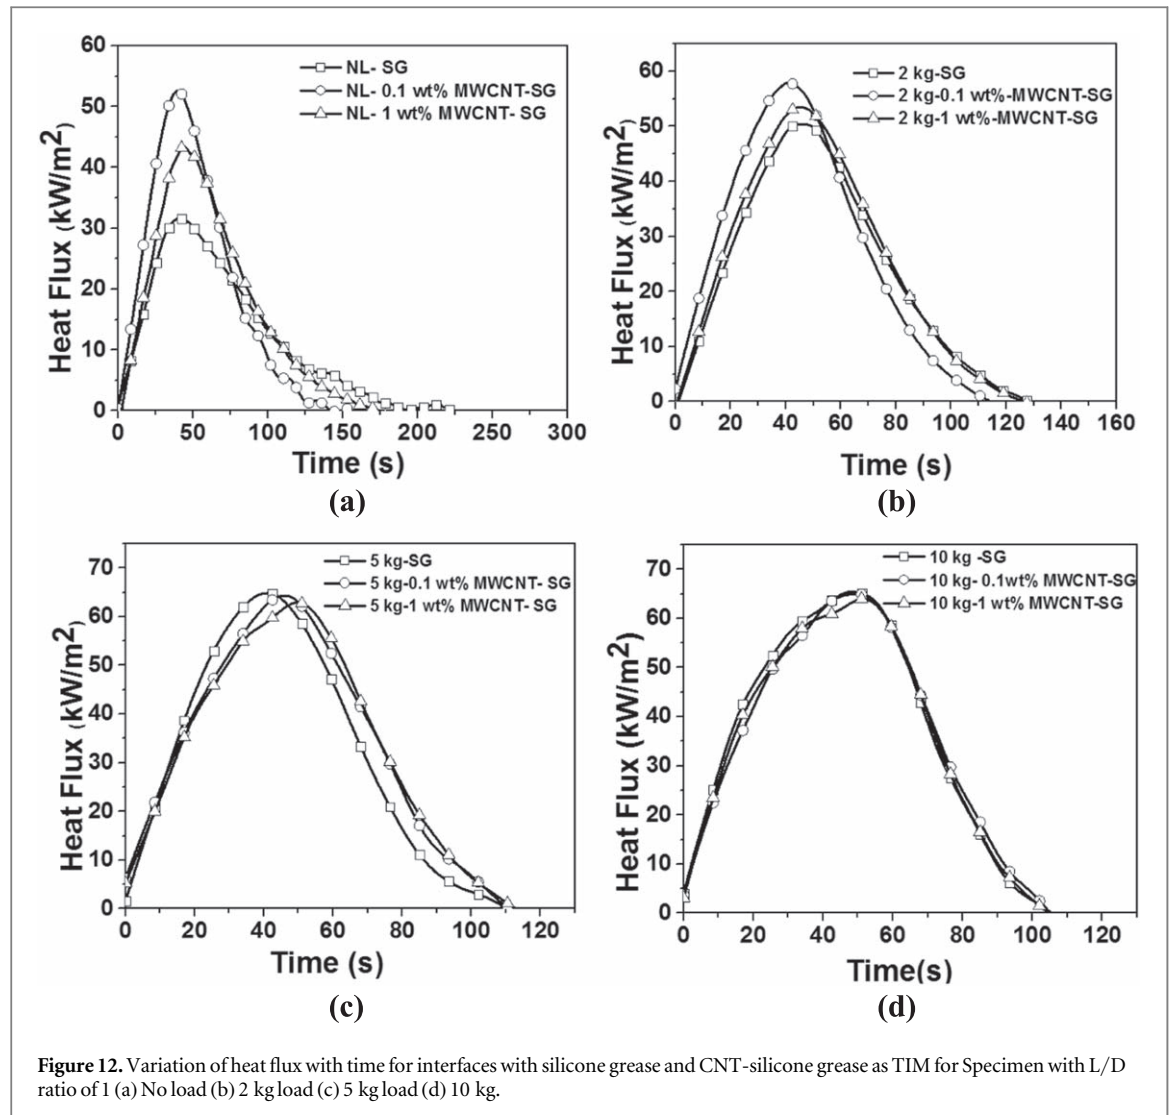 60
50
40
30
20
10
0
Heat Flux (kW/m2)
NL- SG
NL- 0.1 wt% MWCNT-SG
NL- 1 wt% MWCNT- SG
0 50 100 150 200 250 300
Time (s)
(a)
60
50
40
30
20
10
0
Heat Flux (kW/m2)
2 kg-SG
2 kg-0.1 wt%-MWCNT-SG
2 kg-1 wt%-MWCNT-SG
0 20 40 60 80 100 120 140 160
Time (s)
(b)
70
60
50
40
30
20
10
0
Heat Flux (kW/m2)
5 kg-SG
5 kg-0.1 wt% MWCNT- SG
5 kg-1 wt% MWCNT- SG
0 20 40 60 80 100 120
Time (s)
(c)
70
60
50
40
30
20
10
0
Heat Flux (kW/m2)
10 kg -SG
10 kg- 0.1wt% MWCNT-SG
10 kg-1 wt% MWCNT-SG
0 20 40 60 80 100 120
Time(s)
(d)
Figure 12. Variation of heat flux with time for interfaces with silicone grease and CNT-silicone grease as TIM for Specimen with L/D
ratio of 1 (a) No load (b) 2 kg load (c) 5 kg load (d) 10 kg.